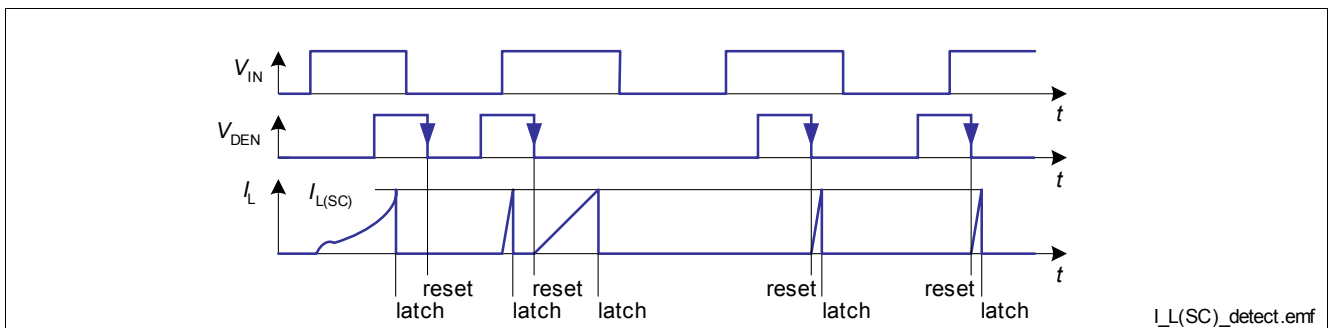 V_IN
t
V_DEN
t
I_L I_L(SC)
t
reset reset reset reset
latch latch latch latch latch
I_L(SC)_detect.emf